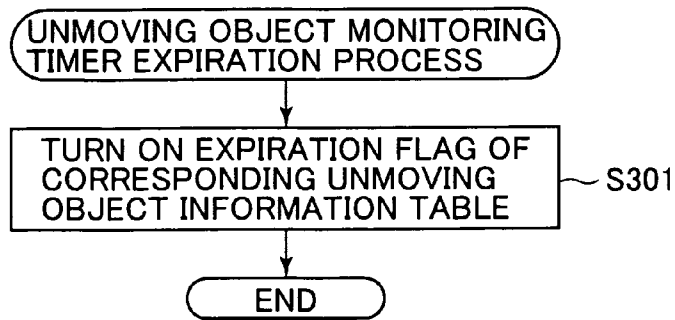 UNMOVING OBJECT MONITORING
TIMER EXPIRATION PROCESS
TURN ON EXPIRATION FLAG OF
CORRESPONDING UNMOVING
OBJECT INFORMATION TABLE
S301
END